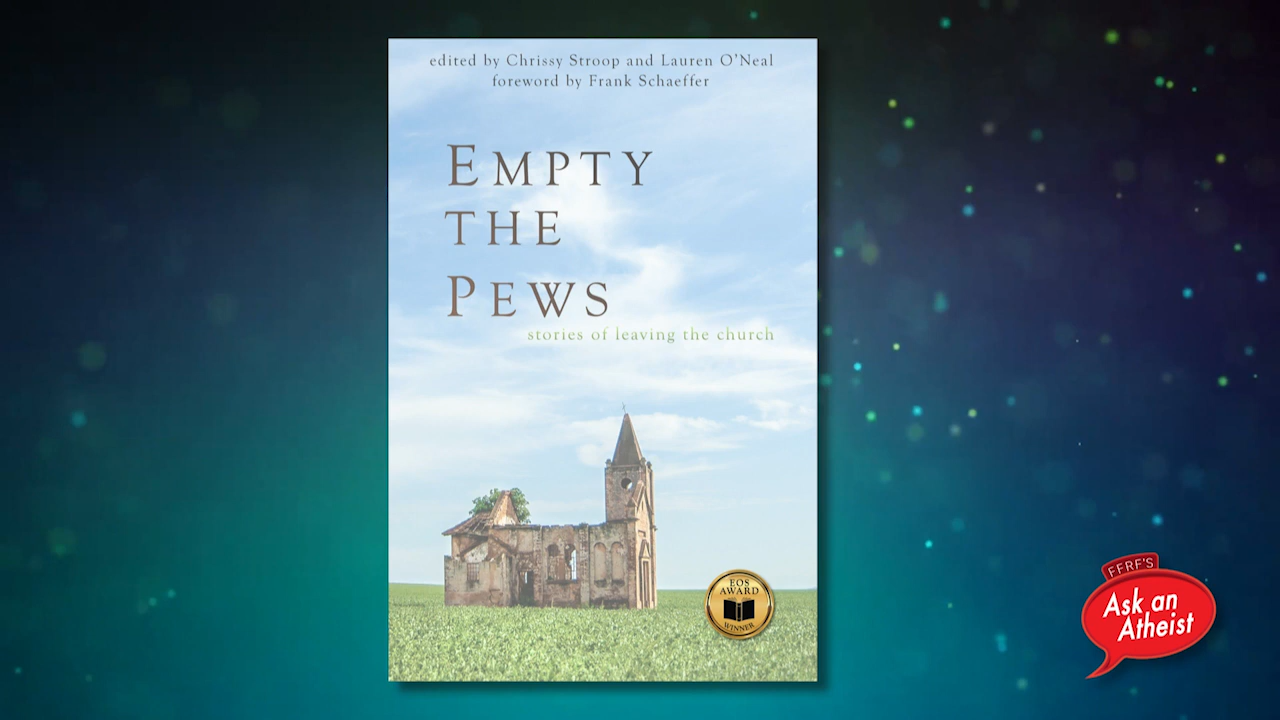 edited by Chrissy Stroop and Lauren O'Neal
foreword by Frank Schaeffer
EMPTY
THE
PEWS
stories of leaving the church
EOS
AWARD
WINNER
FFRF'S
Ask an
Atheist